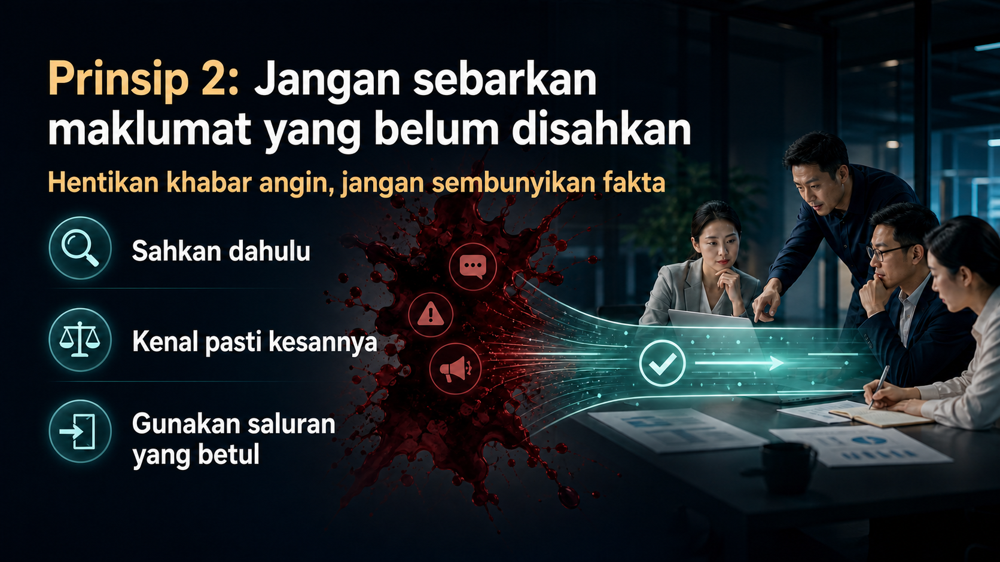 Prinsip 2: Jangan sebarkan
maklumat yang belum disahkan
Hentikan khabar angin, jangan sembunyikan fakta
Sahkan dahulu
Kenal pasti kesannya
Gunakan saluran
yang betul